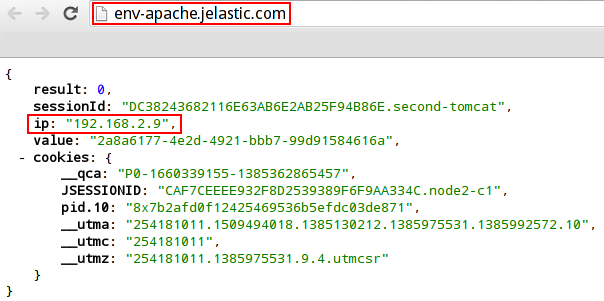 env-apache.jelastic.com
{
result: 0,
sessionId: "DC38243682116E63AB6E2AB25F94B86E.second-tomcat",
ip: "192.168.2.9",
value: "2a8a6177-4e2d-4921-bbb7-99d91584616a",
- cookies: {
__qca: "P0-1660339155-1385362865457",
JSESSIONID: "CAF7CEEEE932F8D2539389F6F9AA334C.node2-c1",
pid.10: "8x7b2afd0f12425469536b5efdc03de871",
__utma: "254181011.1509494018.1385130212.1385975531.1385992572.10",
__utmc: "254181011",
__utmz: "254181011.1385975531.9.4.utmcsr"
}
}